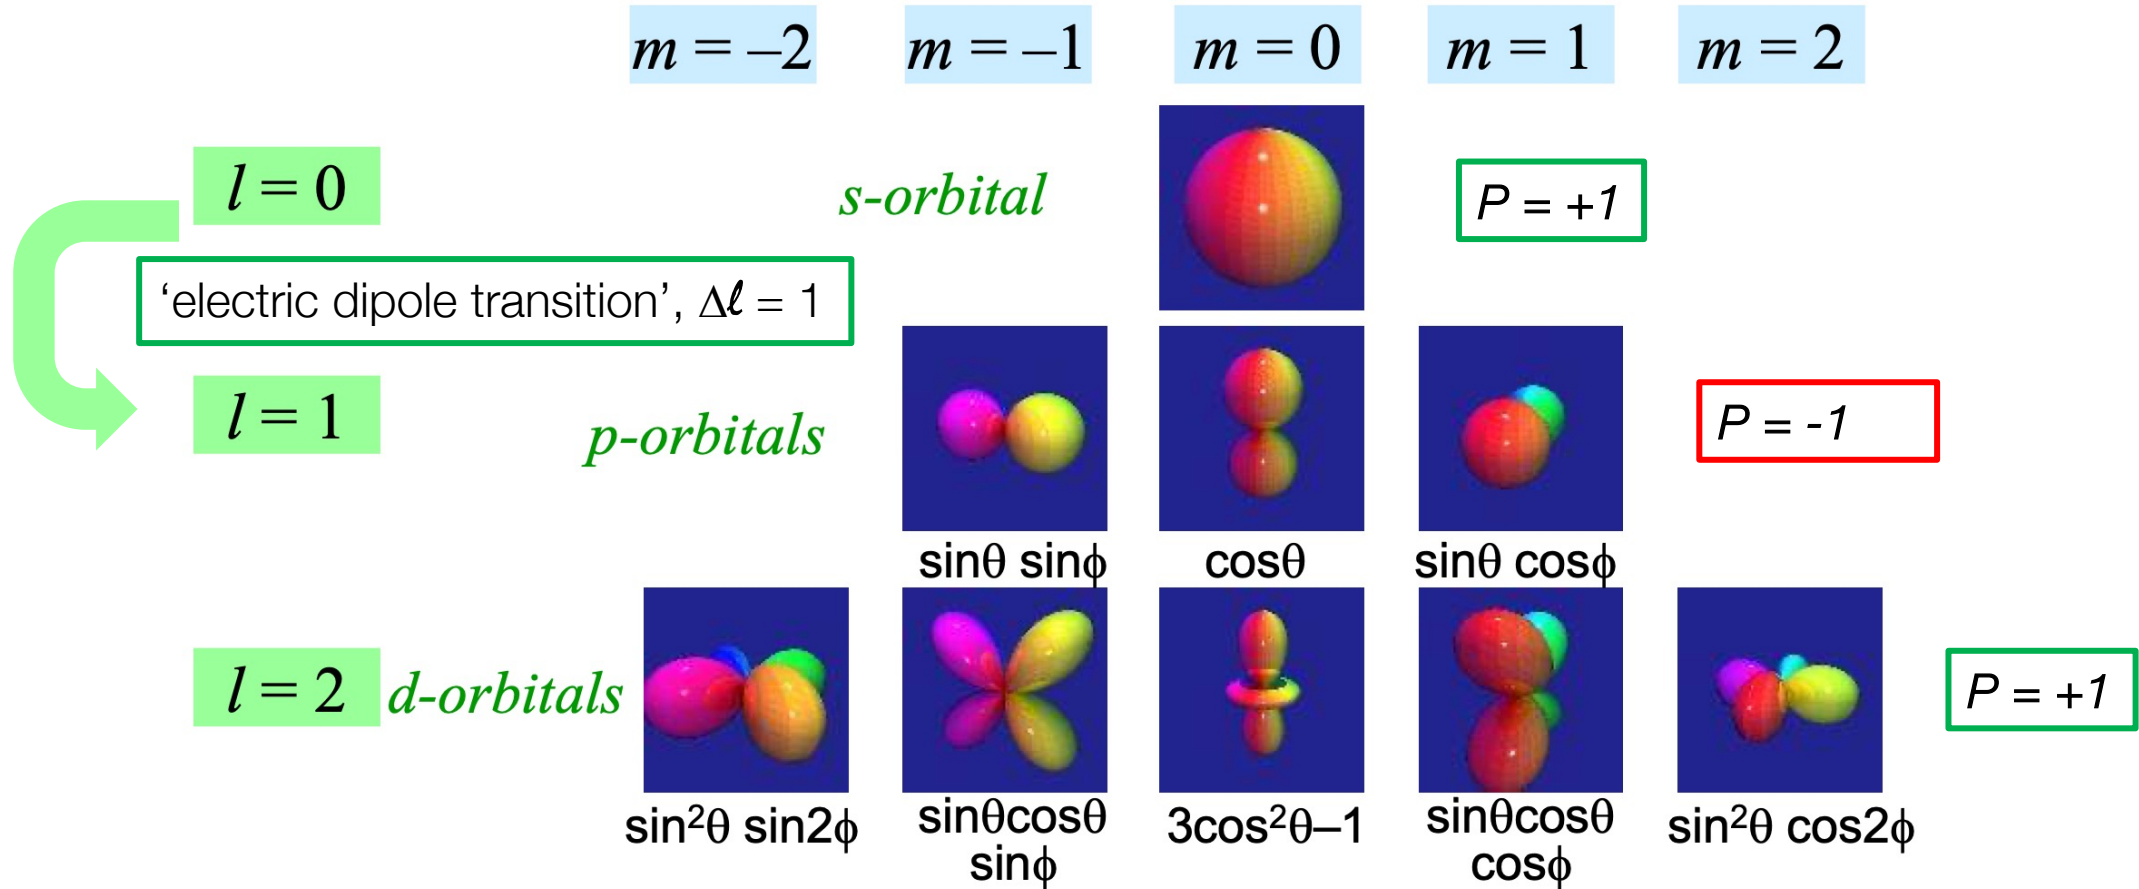 m = –2 m = –1 m = 0 m = 1 m = 2
l = 0 s-orbital P = +1
‘electric dipole transition’, Δℓ = 1
l = 1 p-orbitals P = -1
sinθ sinϕ cosθ sinθ cosϕ
l = 2 d-orbitals P = +1
sin²θ sin2ϕ sinθcosθ 3cos²θ–1 sinθcosθ sin²θ cos2ϕ
sinϕ cosϕ